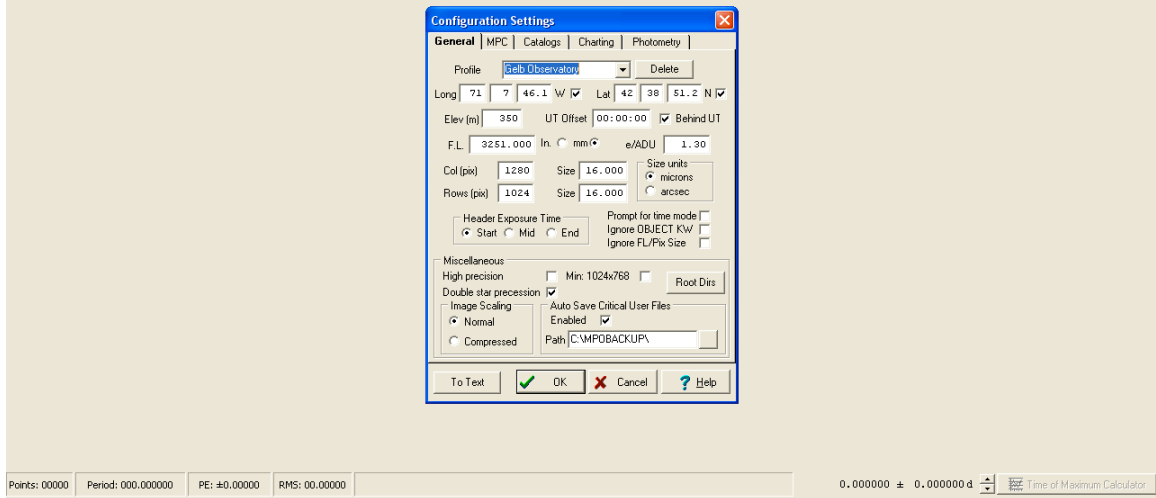 Configuration Settings
General MPC Catalogs Charting Photometry
Profile Gelb Observatory Delete
Long 71 7 46.1 W Lat 42 38 51.2 N
Elev (m) 350 UT Offset 00:00:00 Behind UT
F.L. 3251.000 In. mm e/ADU 1.30
Size units
Col (pix) 1280 Size 16.000 microns
Rows (pix) 1024 Size 16.000 arcsec
Header Exposure Time Prompt for time mode
Start Mid End Ignore OBJECT KW
Ignore FL/Pix Size
Miscellaneous
High precision Min: 1024x768 Root Dirs
Double star precession
Image Scaling Auto Save Critical User Files
Normal Enabled
Compressed Path C:\MPOBACKUP\
To Text OK Cancel Help
Points: 00000 Period: 000.000000 PE: ±0.00000 RMS: 00.00000 0.000000 ± 0.000000 d Time of Maximum Calculator